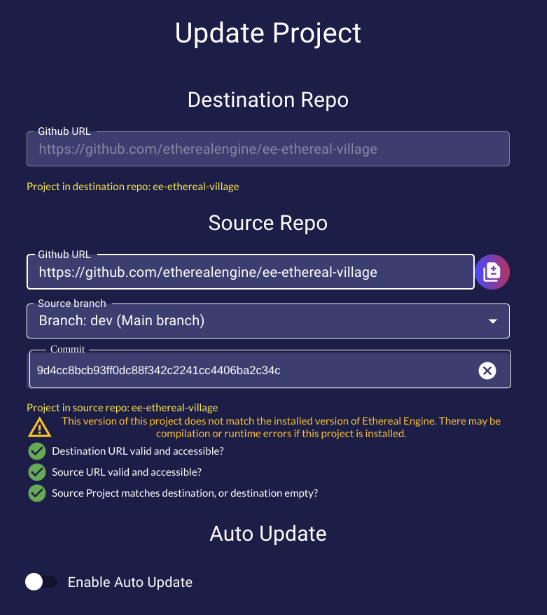 Update Project
Destination Repo
Github URL
https://github.com/etherealengine/ee-ethereal-village
Project in destination repo: ee-ethereal-village
Source Repo
Github URL
https://github.com/etherealengine/ee-ethereal-village
Source branch
Branch: dev (Main branch)
Commit
9d4cc8bcb93ff0dc88f342c2241cc4406ba2c34c
Project in source repo: ee-ethereal-village
This version of this project does not match the installed version of Ethereal Engine. There may be
compilation or runtime errors if this project is installed.
Destination URL valid and accessible?
Source URL valid and accessible?
Source Project matches destination, or destination empty?
Auto Update
Enable Auto Update